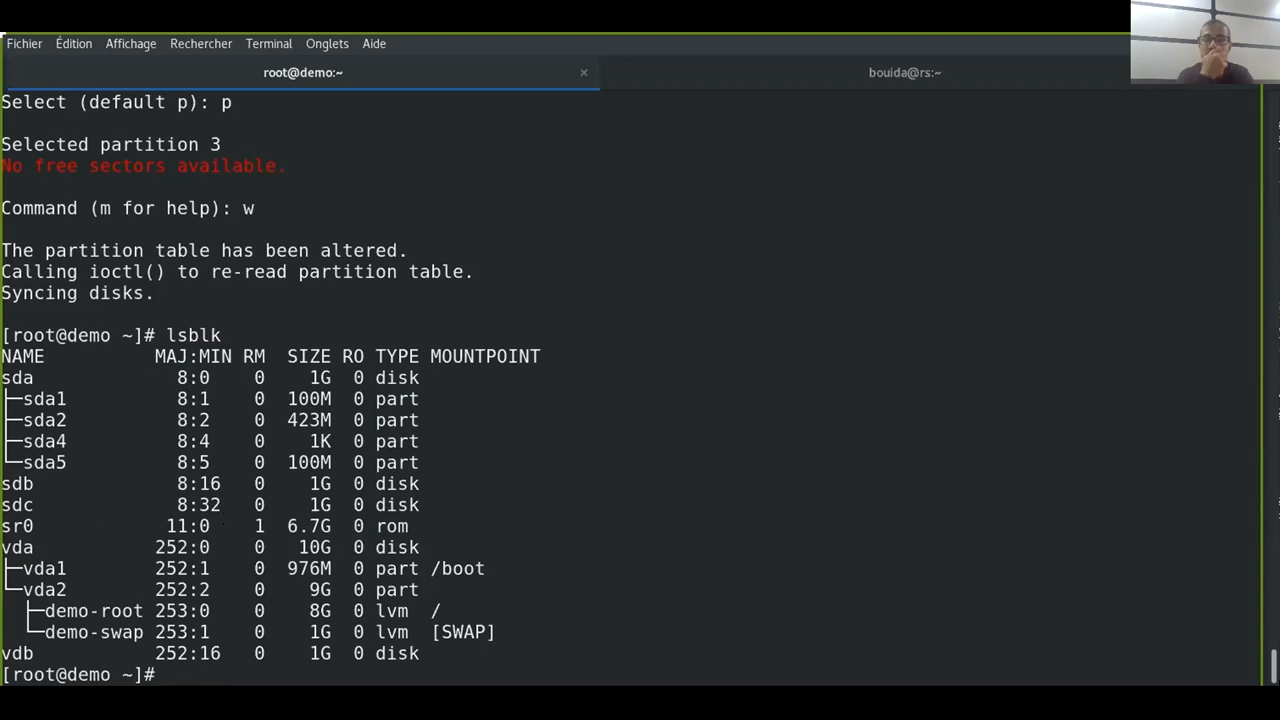 Fichier Édition Affichage Rechercher Terminal Onglets Aide
root@demo:~ × bouida@rs:~
Select (default p): p
Selected partition 3
No free sectors available.
Command (m for help): w
The partition table has been altered.
Calling ioctl() to re-read partition table.
Syncing disks.
[root@demo ~]# lsblk
NAME MAJ:MIN RM SIZE RO TYPE MOUNTPOINT
sda 8:0 0 1G 0 disk
├─sda1 8:1 0 100M 0 part
├─sda2 8:2 0 423M 0 part
├─sda4 8:4 0 1K 0 part
└─sda5 8:5 0 100M 0 part
sdb 8:16 0 1G 0 disk
sdc 8:32 0 1G 0 disk
sr0 11:0 1 6.7G 0 rom
vda 252:0 0 10G 0 disk
├─vda1 252:1 0 976M 0 part /boot
└─vda2 252:2 0 9G 0 part
├─demo-root 253:0 0 8G 0 lvm /
└─demo-swap 253:1 0 1G 0 lvm [SWAP]
vdb 252:16 0 1G 0 disk
[root@demo ~]#